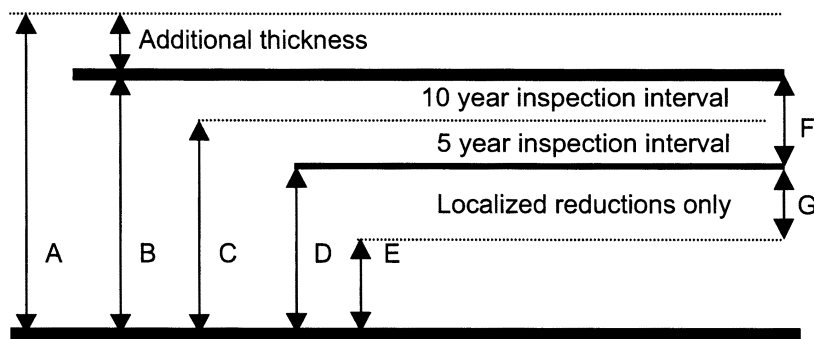 Additional thickness
10 year inspection interval
F
5 year inspection interval
Localized reductions only
G
A
B
C
D
E